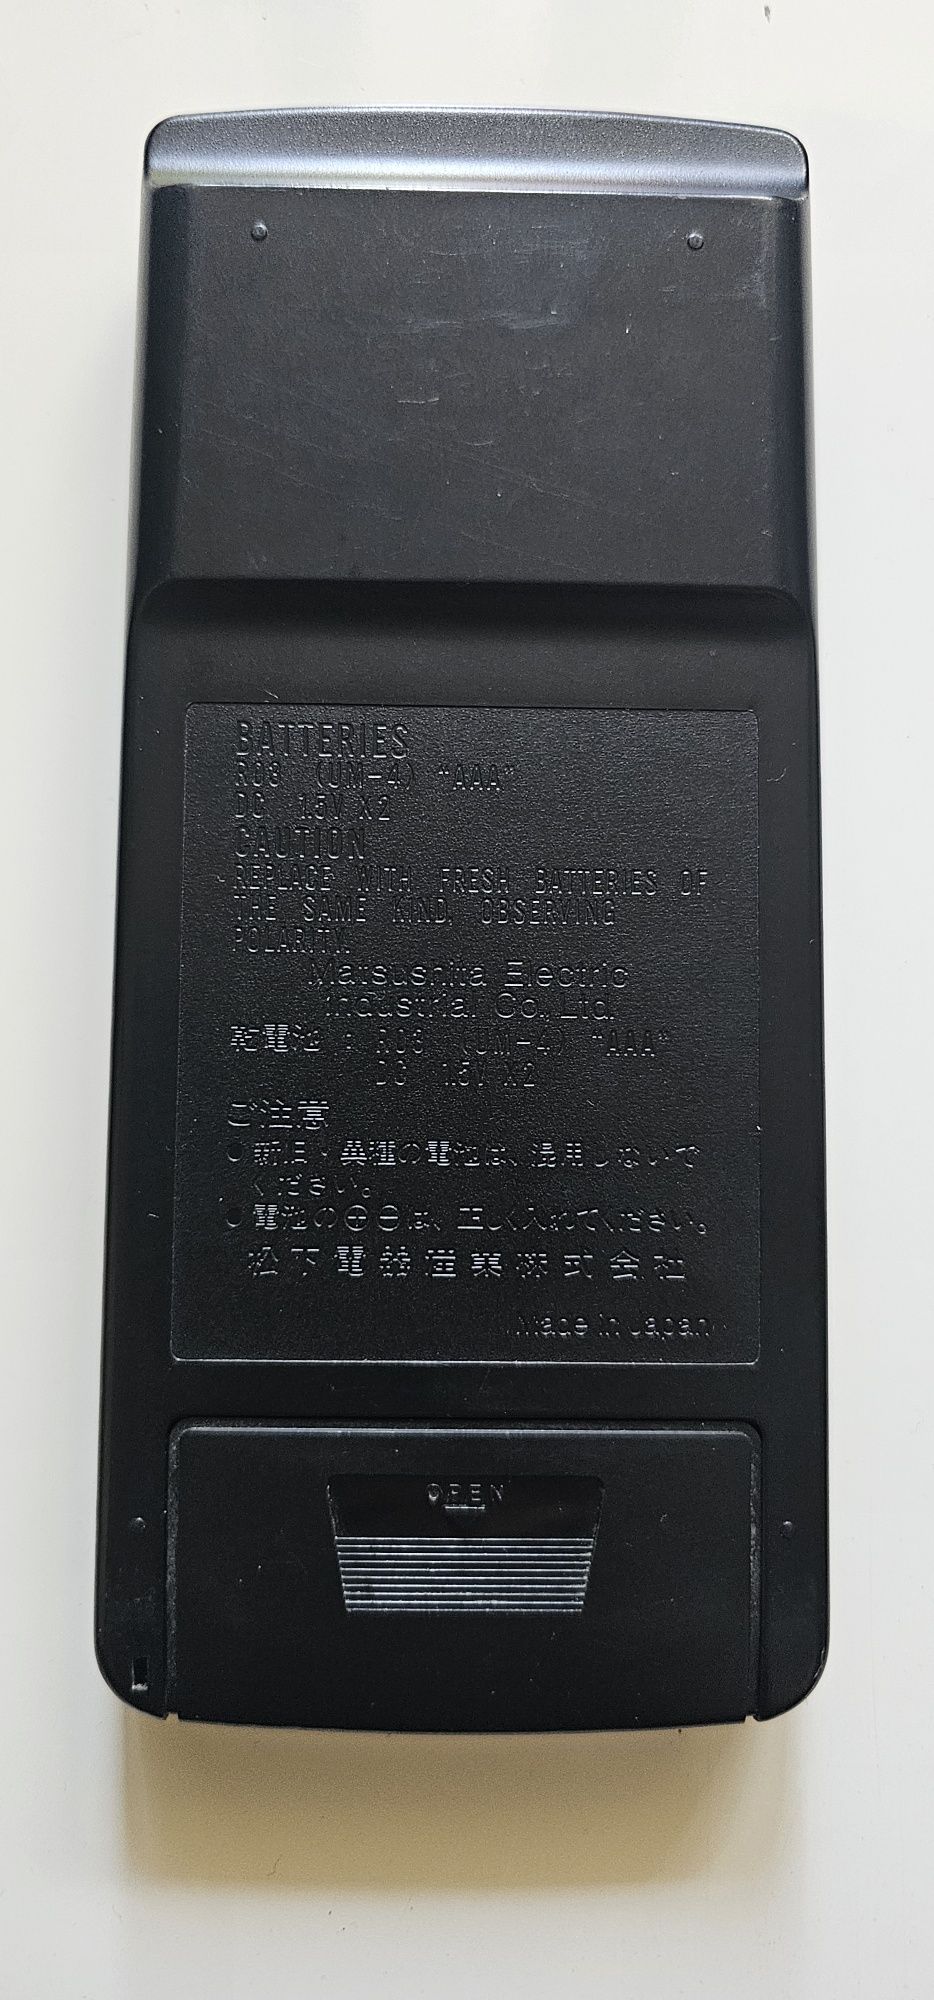 BATTERIES
R03 (UM-4) "AAA"
DC 1.5V X 2
CAUTION
REPLACE WITH FRESH BATTERIES OF
THE SAME KIND, OBSERVING
POLARITY.
Matsushita Electric
Industrial Co., Ltd.
乾電池 : R03 (UM-4) "AAA"
DC 1.5V X 2
ご注意
●新旧・異種の電池は、混用しないで
ください。
●電池の⊕⊖は、正しく入れてください。
松下電器産業株式会社
Made in Japan
OPEN